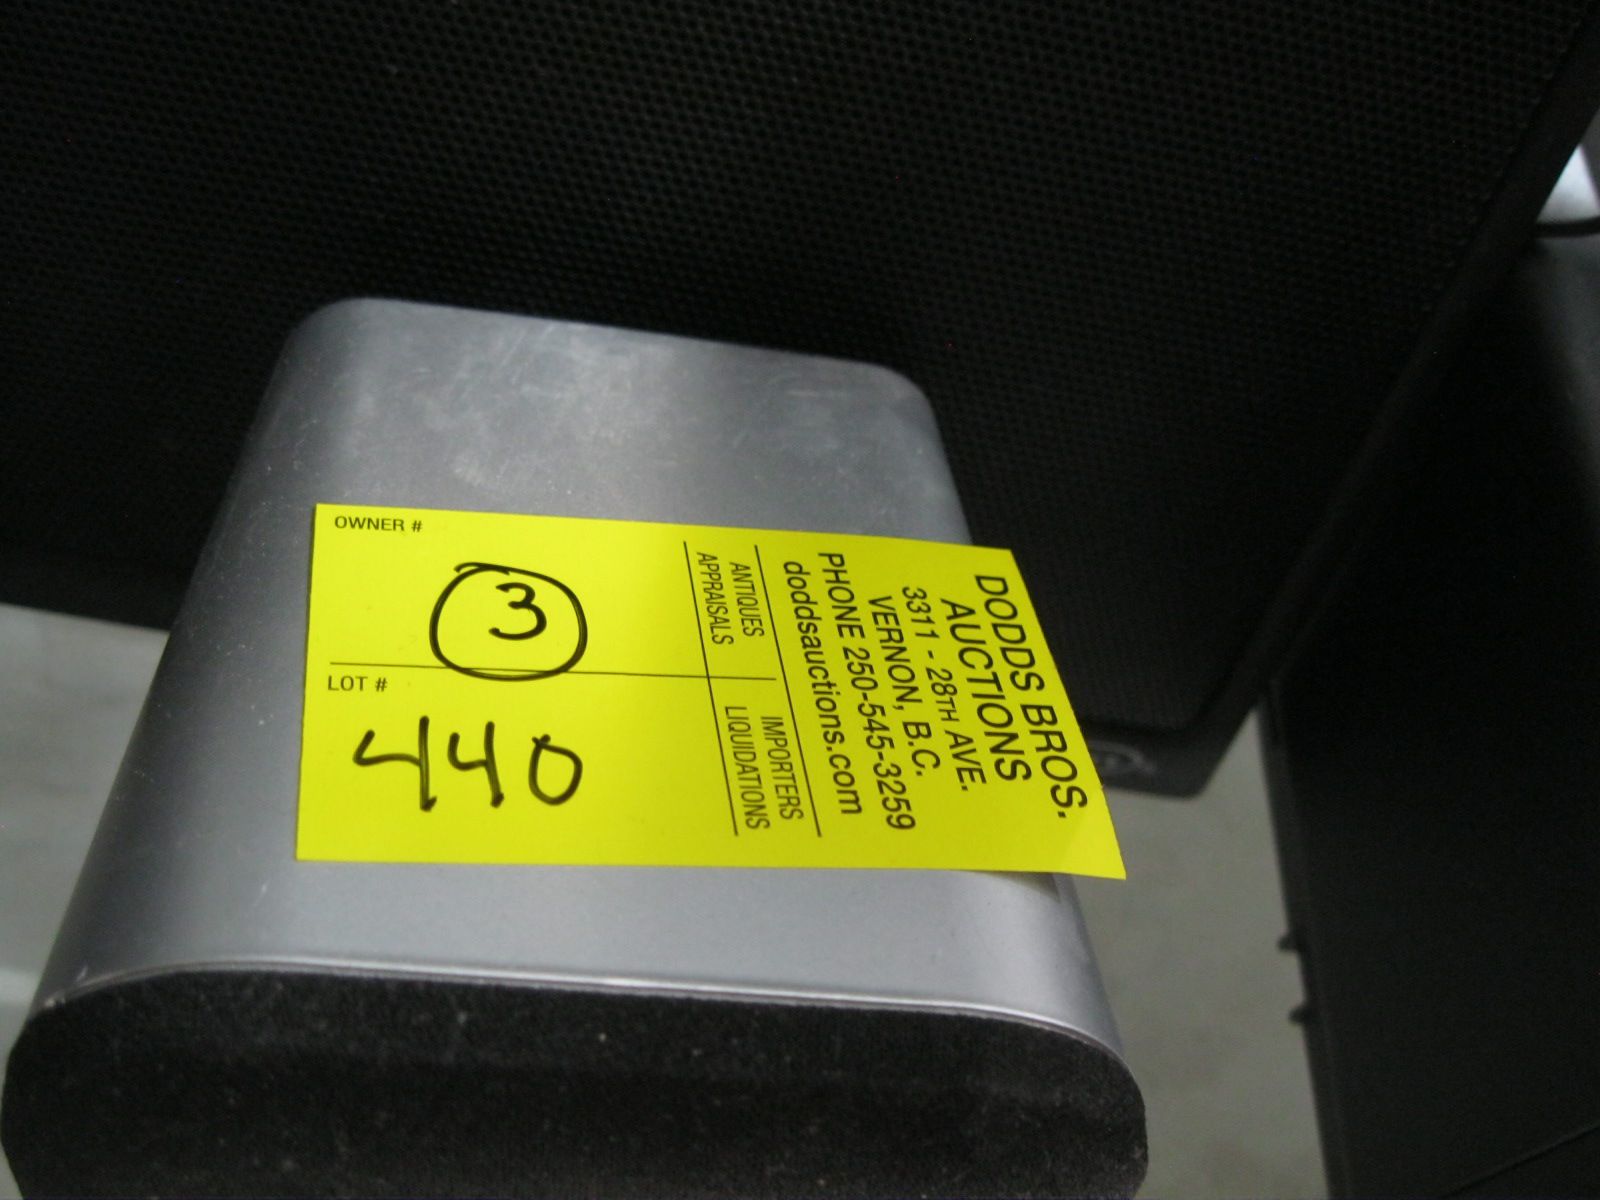 OWNER #
3
LOT #
440
DODDS BROS.
AUCTIONS
3311 - 28TH AVE.
VERNON, B.C.
PHONE 250-545-3259
doddsauctions.com
ANTIQUES
APPRAISALS
IMPORTERS
LIQUIDATIONS